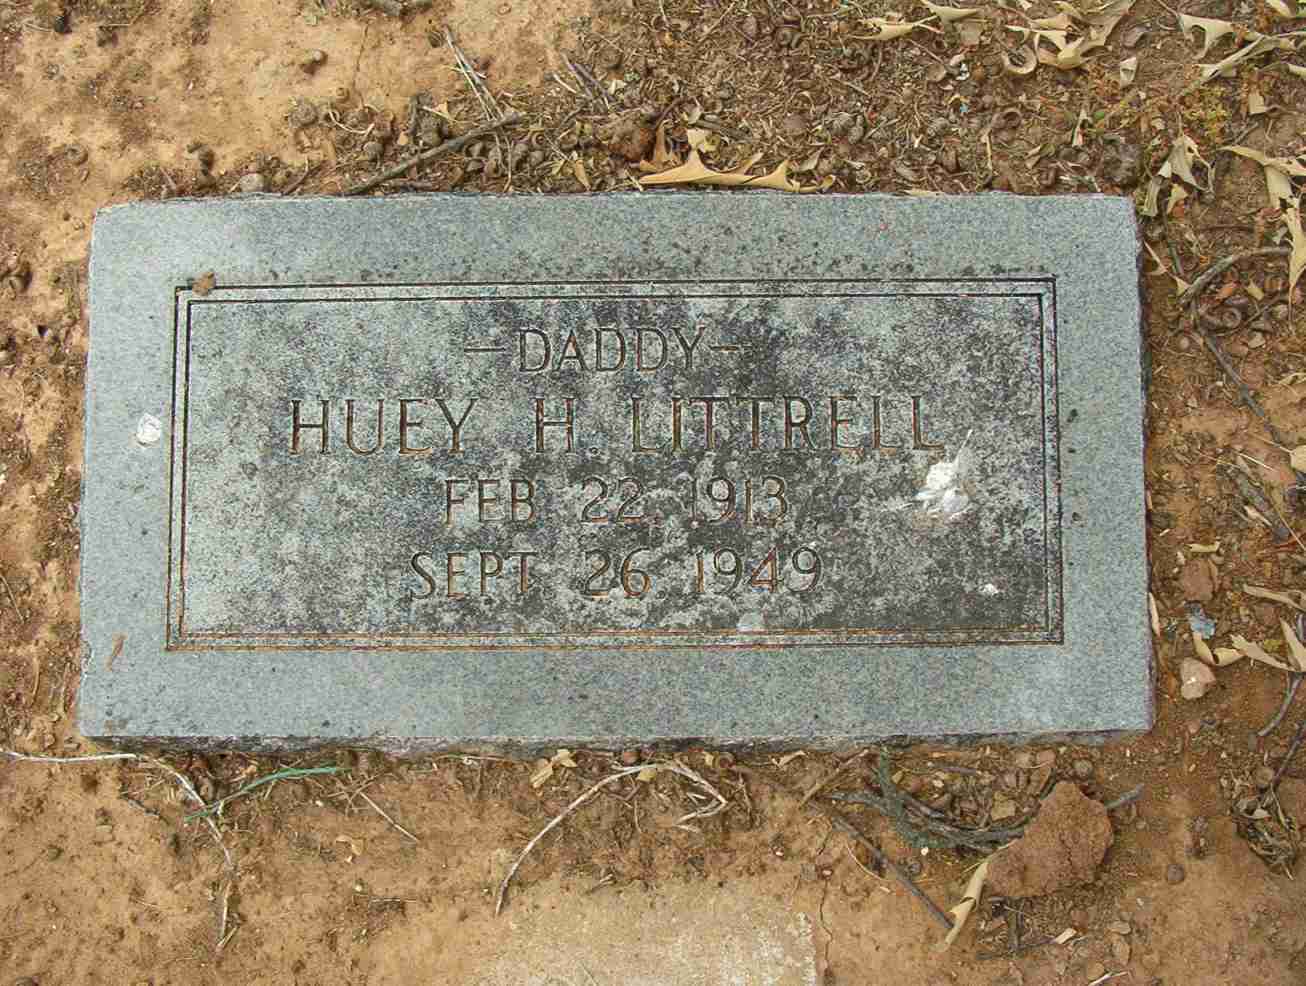 -DADDY-
HUEY H. LITTRELL
FEB 22, 1913
SEPT 26, 1949